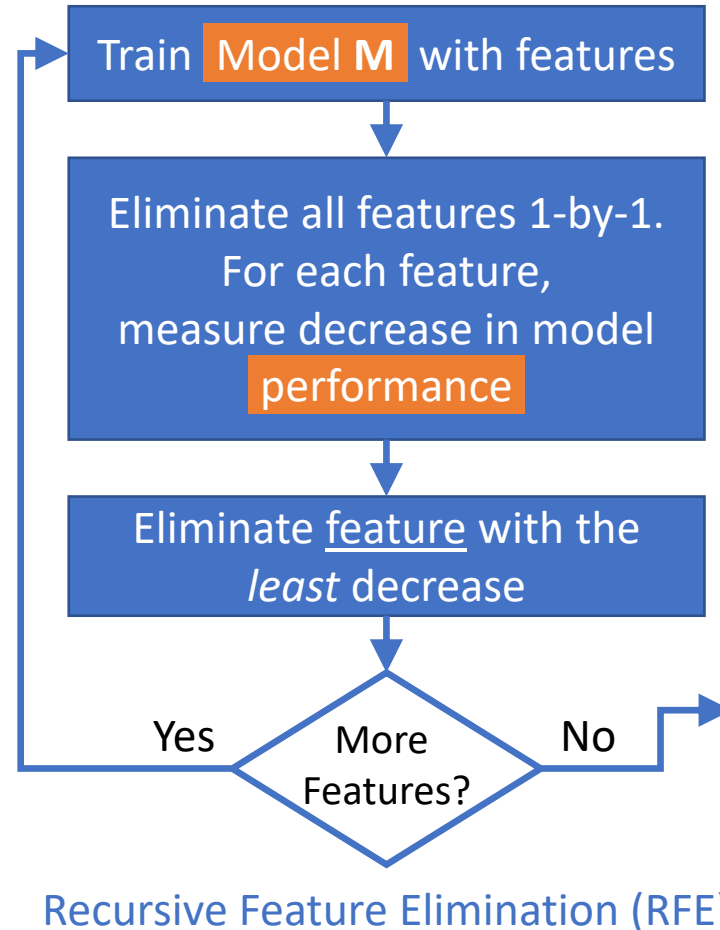 Train Model M with features
Eliminate all features 1-by-1.
For each feature,
measure decrease in model
performance
Eliminate feature with the
least decrease
Yes
More
Features?
No
Recursive Feature Elimination (RFE)